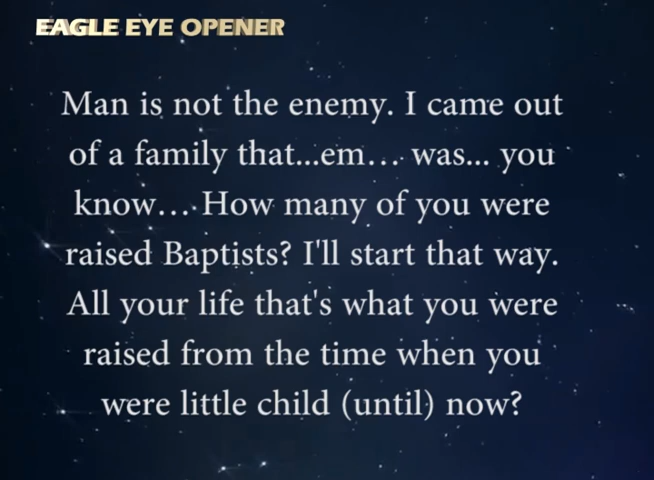 EAGLE EYE OPENER
Man is not the enemy. I came out
of a family that...em… was... you
know… How many of you were
raised Baptists? I'll start that way.
All your life that's what you were
raised from the time when you
were little child (until) now?